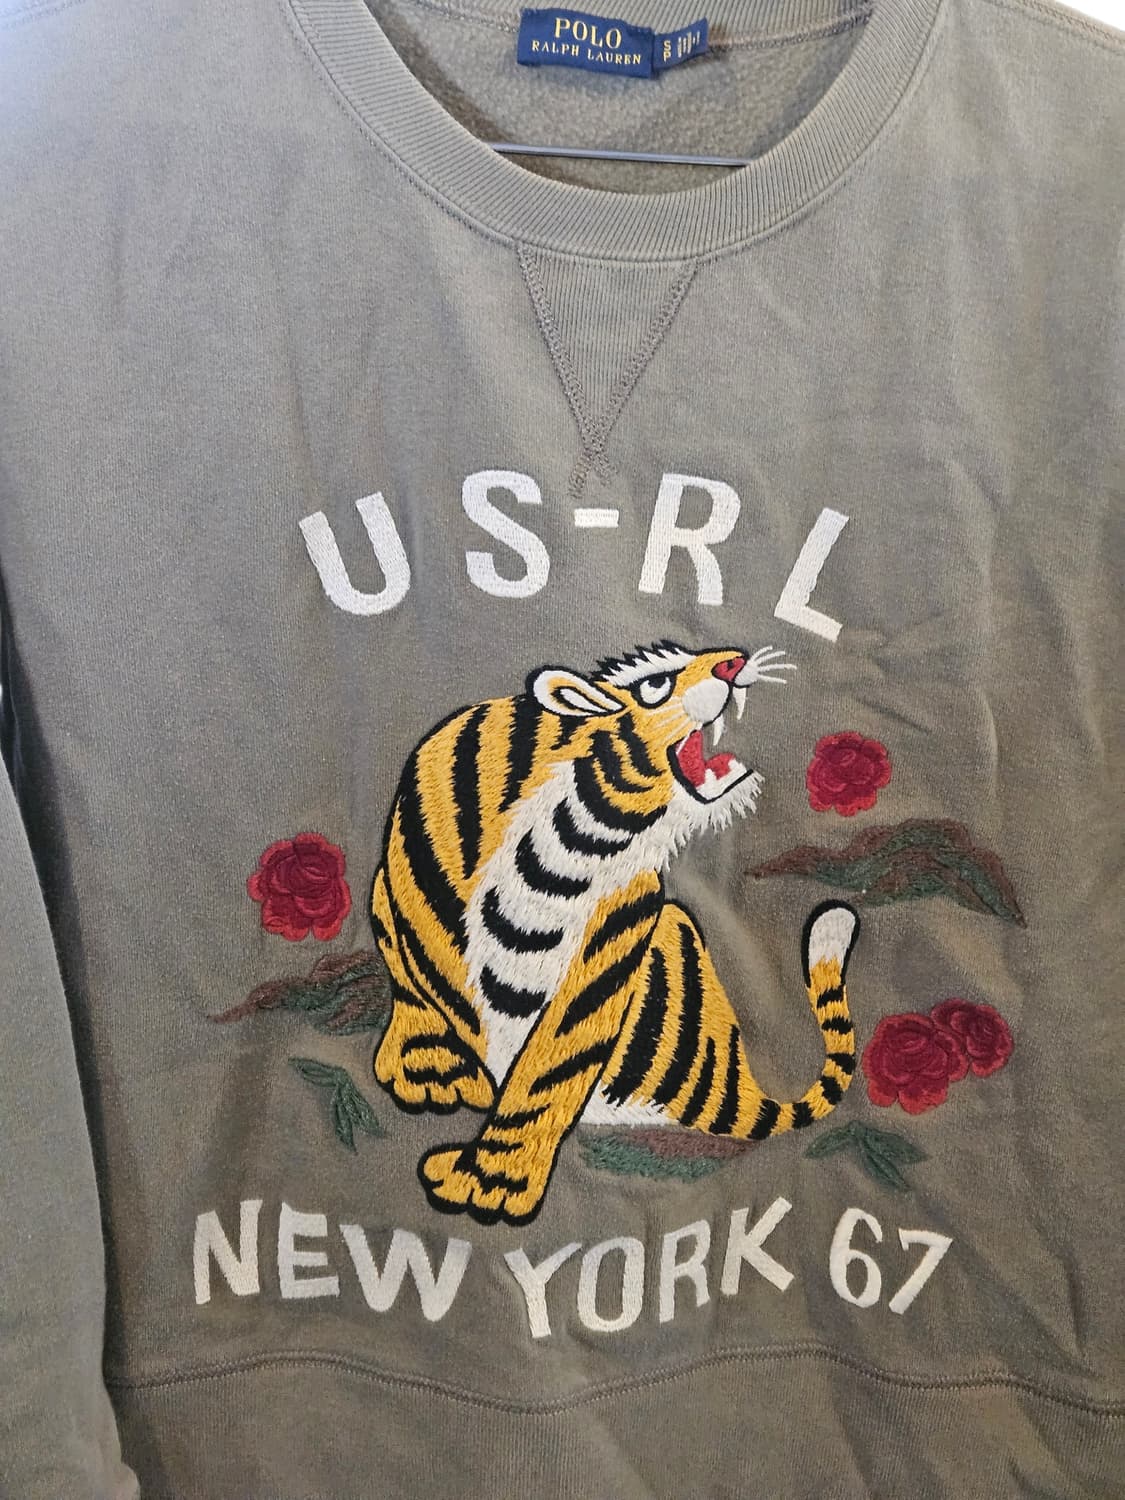 POLO
RALPH LAUREN
S
P
US-RL
NEW YORK 67